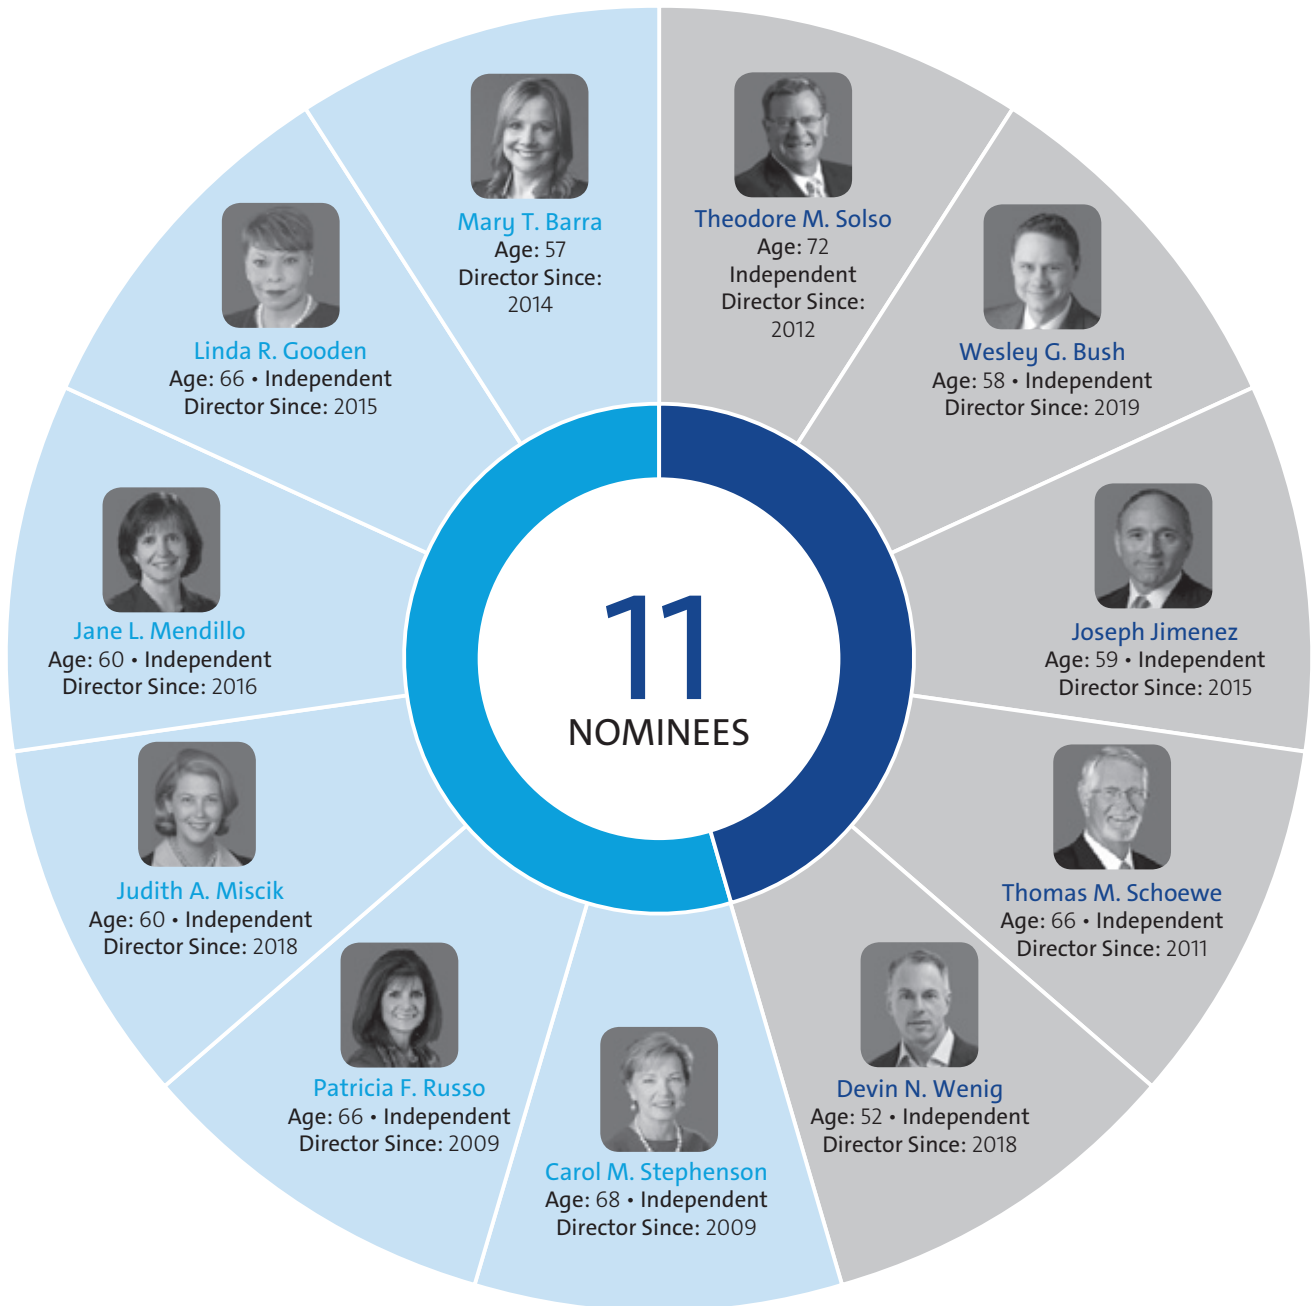 Mary T. Barra
Age: 57
Director Since:
2014
Theodore M. Solso
Age: 72
Independent
Director Since:
2012
Wesley G. Bush
Age: 58 • Independent
Director Since: 2019
Joseph Jimenez
Age: 59 • Independent
Director Since: 2015
Thomas M. Schoewe
Age: 66 • Independent
Director Since: 2011
Devin N. Wenig
Age: 52 • Independent
Director Since: 2018
Carol M. Stephenson
Age: 68 • Independent
Director Since: 2009
Patricia F. Russo
Age: 66 • Independent
Director Since: 2009
Judith A. Miscik
Age: 60 • Independent
Director Since: 2018
Jane L. Mendillo
Age: 60 • Independent
Director Since: 2016
Linda R. Gooden
Age: 66 • Independent
Director Since: 2015
11
NOMINEES